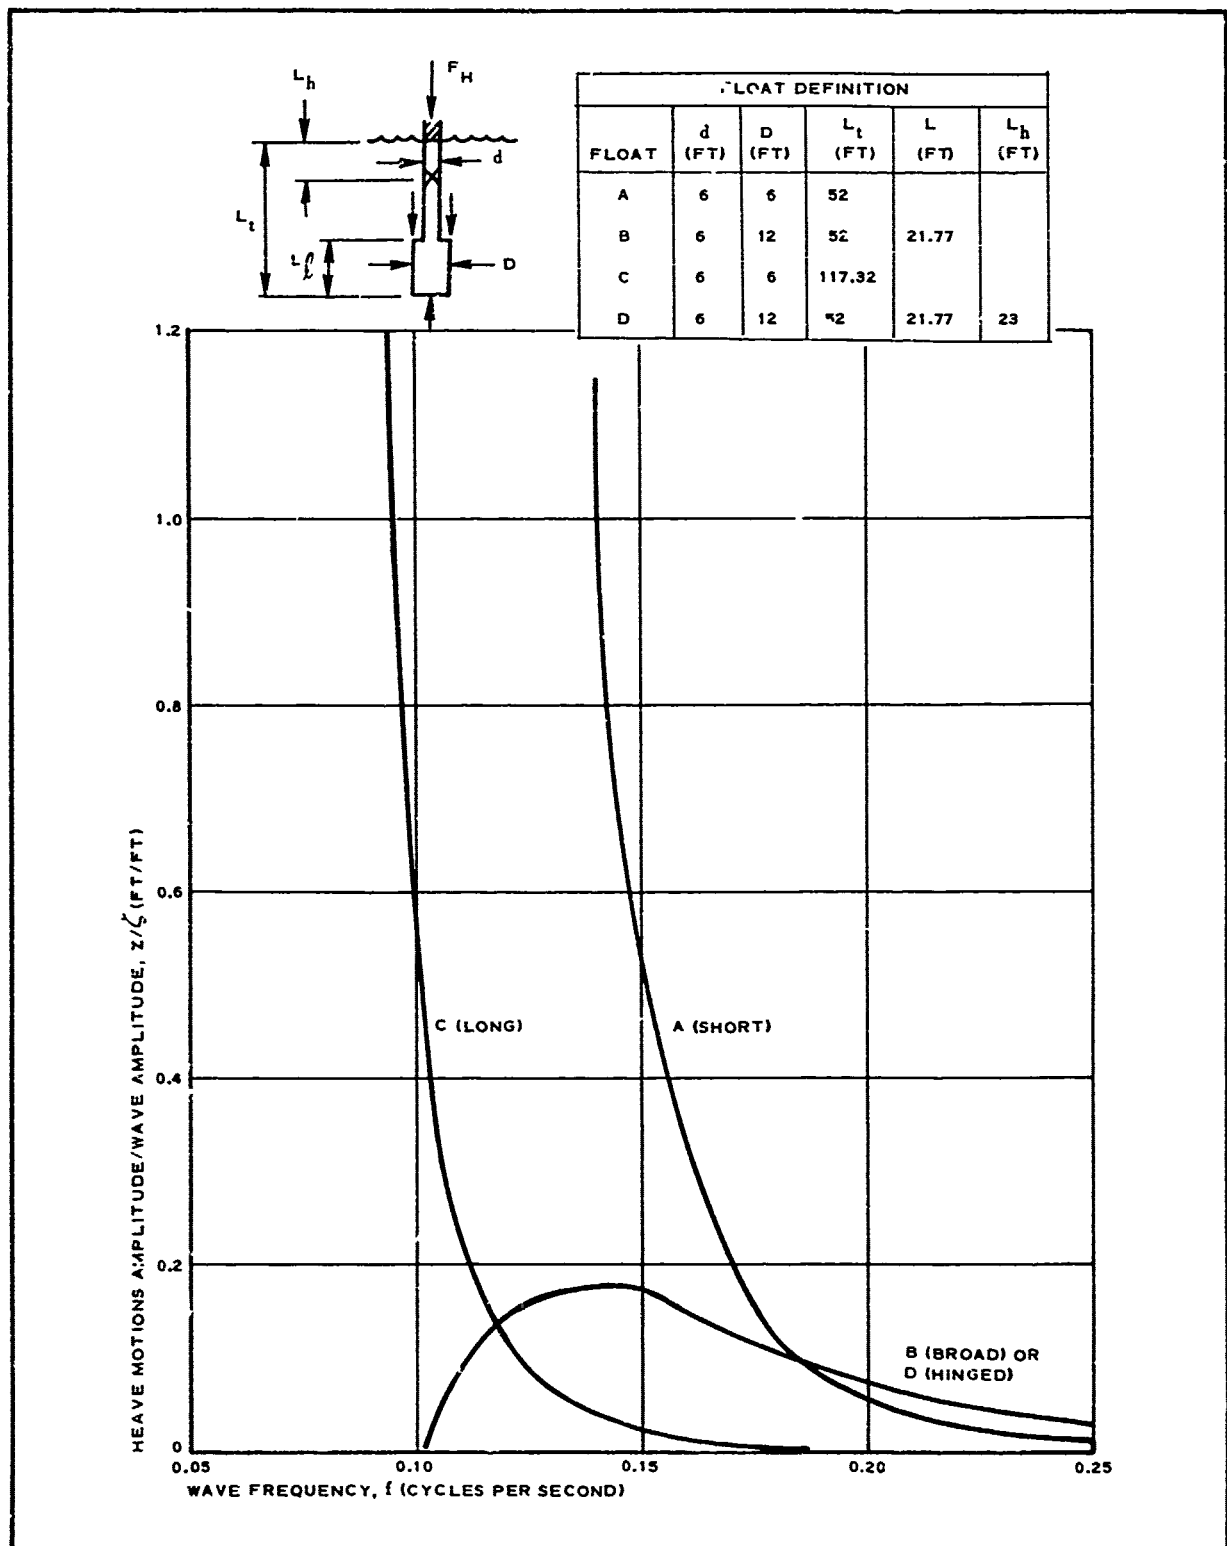 L_h
F_H
d
L_t
L_ℓ
D
FLOAT DEFINITION
FLOAT d (FT) D (FT) L_t (FT) L (FT) L_h (FT)
A 6 6 52
B 6 12 52 21.77
C 6 6 117.32
D 6 12 52 21.77 23
1.2
1.0
0.8
0.6
0.4
0.2
0
HEAVE MOTIONS AMPLITUDE/WAVE AMPLITUDE, Z/ζ (FT/FT)
C (LONG)
A (SHORT)
B (BROAD) OR
D (HINGED)
0.05 0.10 0.15 0.20 0.25
WAVE FREQUENCY, f (CYCLES PER SECOND)